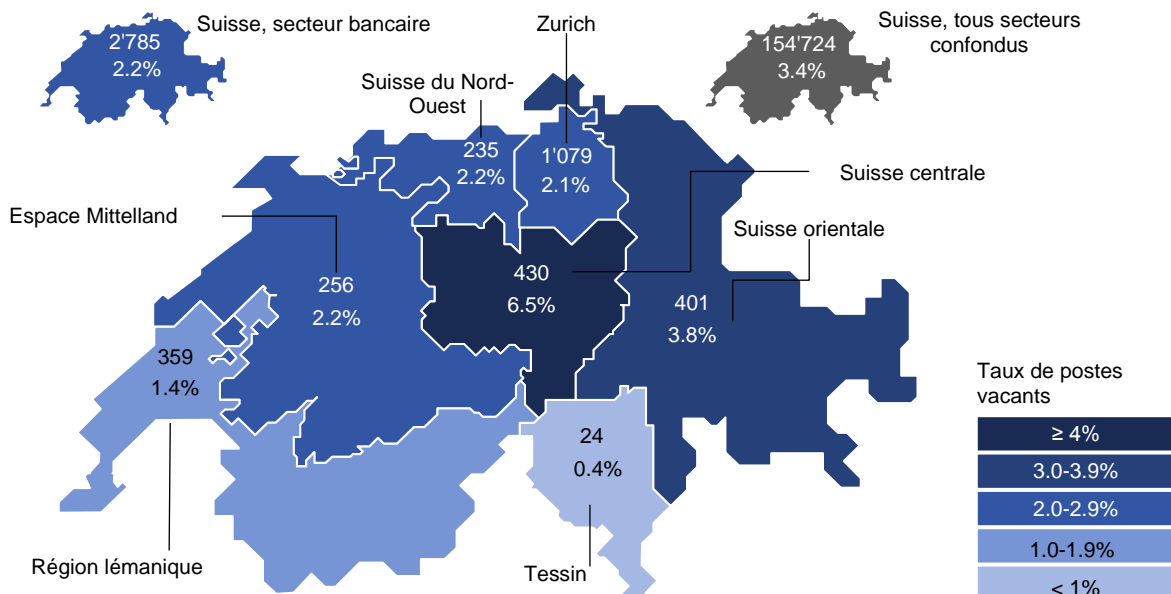 Suisse, secteur bancaire
2'785
2.2%
Zurich
Suisse, tous secteurs
confondus
154'724
3.4%
Suisse du Nord-
Ouest
235
2.2%
1'079
2.1%
Suisse centrale
Espace Mittelland
Suisse orientale
430
6.5%
256
2.2%
401
3.8%
359
1.4%
Taux de postes
vacants
≥ 4%
3.0-3.9%
2.0-2.9%
1.0-1.9%
< 1%
24
0.4%
Région lémanique
Tessin